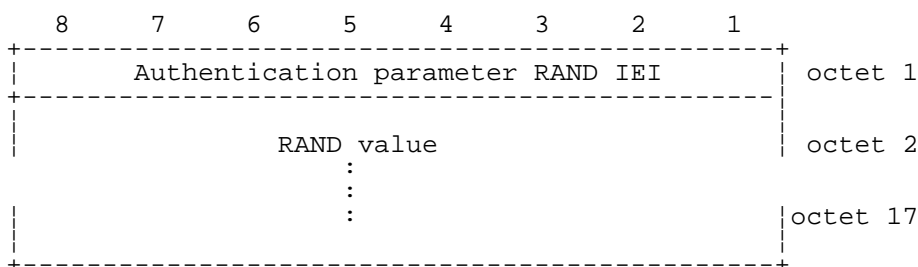 8 7 6 5 4 3 2 1
Authentication parameter RAND IEI octet 1
RAND value octet 2
:
:
: octet 17